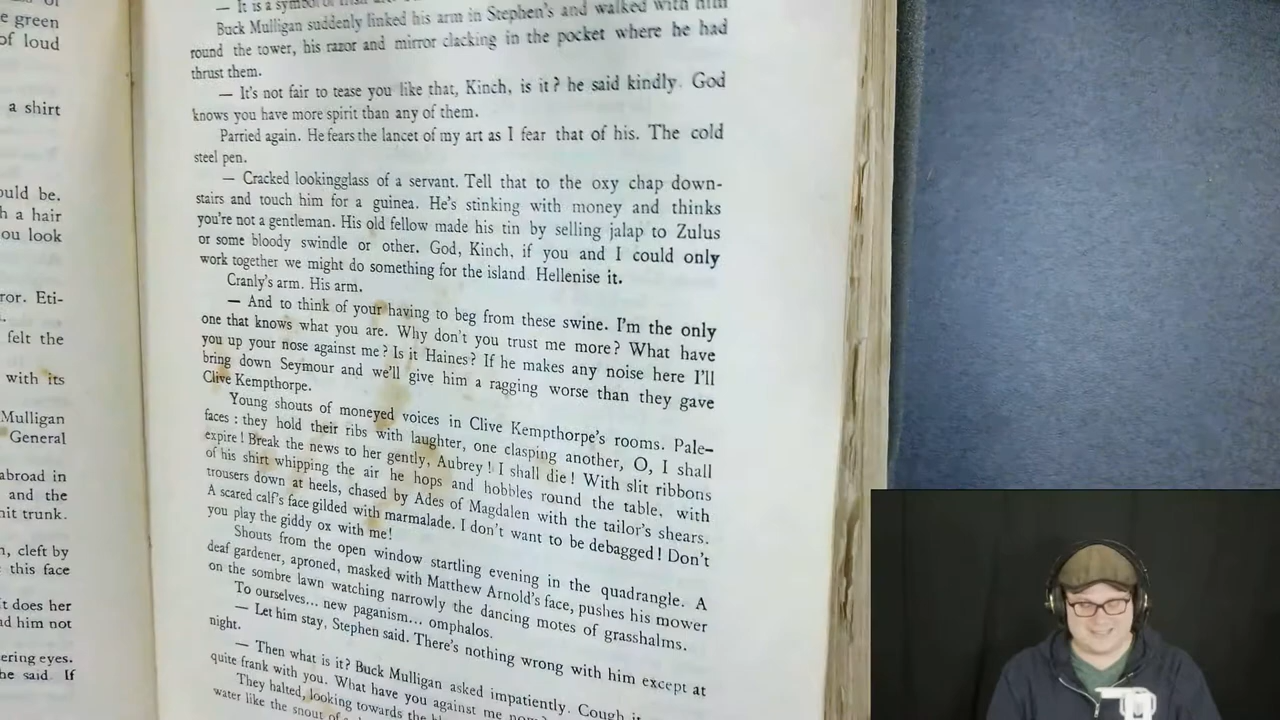 e green
of loud
a shirt
ould be.
h a hair
ou look
ror. Eti-
felt the
with its
Mulligan
General
abroad in
and the
nit trunk.
n, cleft by
this face
it does her
nd him not
ering eyes.
he said. If
— It is a symbol of
Buck Mulligan suddenly linked his arm in Stephen's and walked with him
round the tower, his razor and mirror clacking in the pocket where he had
thrust them.
— It's not fair to tease you like that, Kinch, is it? he said kindly. God
knows you have more spirit than any of them.
Parried again. He fears the lancet of my art as I fear that of his. The cold
steel pen.
— Cracked lookingglass of a servant. Tell that to the oxy chap down-
stairs and touch him for a guinea. He's stinking with money and thinks
you're not a gentleman. His old fellow made his tin by selling jalap to Zulus
or some bloody swindle or other. God, Kinch, if you and I could only
work together we might do something for the island. Hellenise it.
Cranly's arm. His arm.
— And to think of your having to beg from these swine. I'm the only
one that knows what you are. Why don't you trust me more? What have
you up your nose against me? Is it Haines? If he makes any noise here I'll
bring down Seymour and we'll give him a ragging worse than they gave
Clive Kempthorpe.
Young shouts of moneyed voices in Clive Kempthorpe's rooms. Pale-
faces : they hold their ribs with laughter, one clasping another, O, I shall
expire! Break the news to her gently, Aubrey! I shall die! With slit ribbons
of his shirt whipping the air he hops and hobbles round the table, with
trousers down at heels, chased by Ades of Magdalen with the tailor's shears.
A scared calf's face gilded with marmalade. I don't want to be debagged! Don't
you play the giddy ox with me!
Shouts from the open window startling evening in the quadrangle. A
deaf gardener, aproned, masked with Matthew Arnold's face, pushes his mower
on the sombre lawn watching narrowly the dancing motes of grasshalms.
To ourselves... new paganism... omphalos.
— Let him stay, Stephen said. There's nothing wrong with him except at
night.
— Then what is it? Buck Mulligan asked impatiently. Cough it
quite frank with you. What have you against me now?
They halted, looking towards the
water like the snout of a